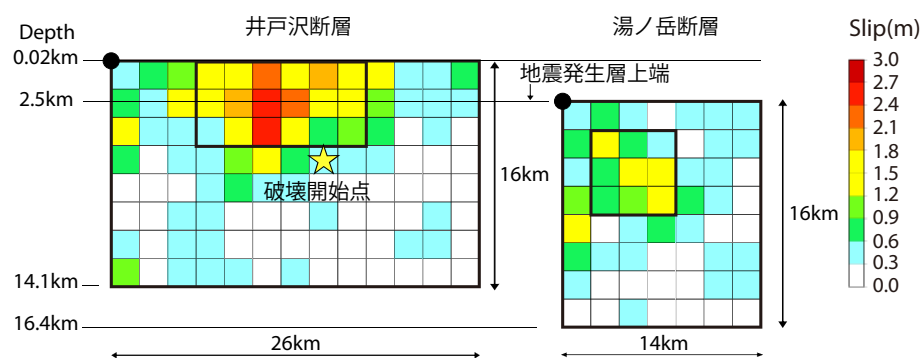 井戸沢断層
湯ノ岳断層
Depth
0.02km
2.5km
14.1km
16.4km
地震発生層上端
破壊開始点
16km
16km
26km
14km
Slip(m)
3.0
2.7
2.4
2.1
1.8
1.5
1.2
0.9
0.6
0.3
0.0